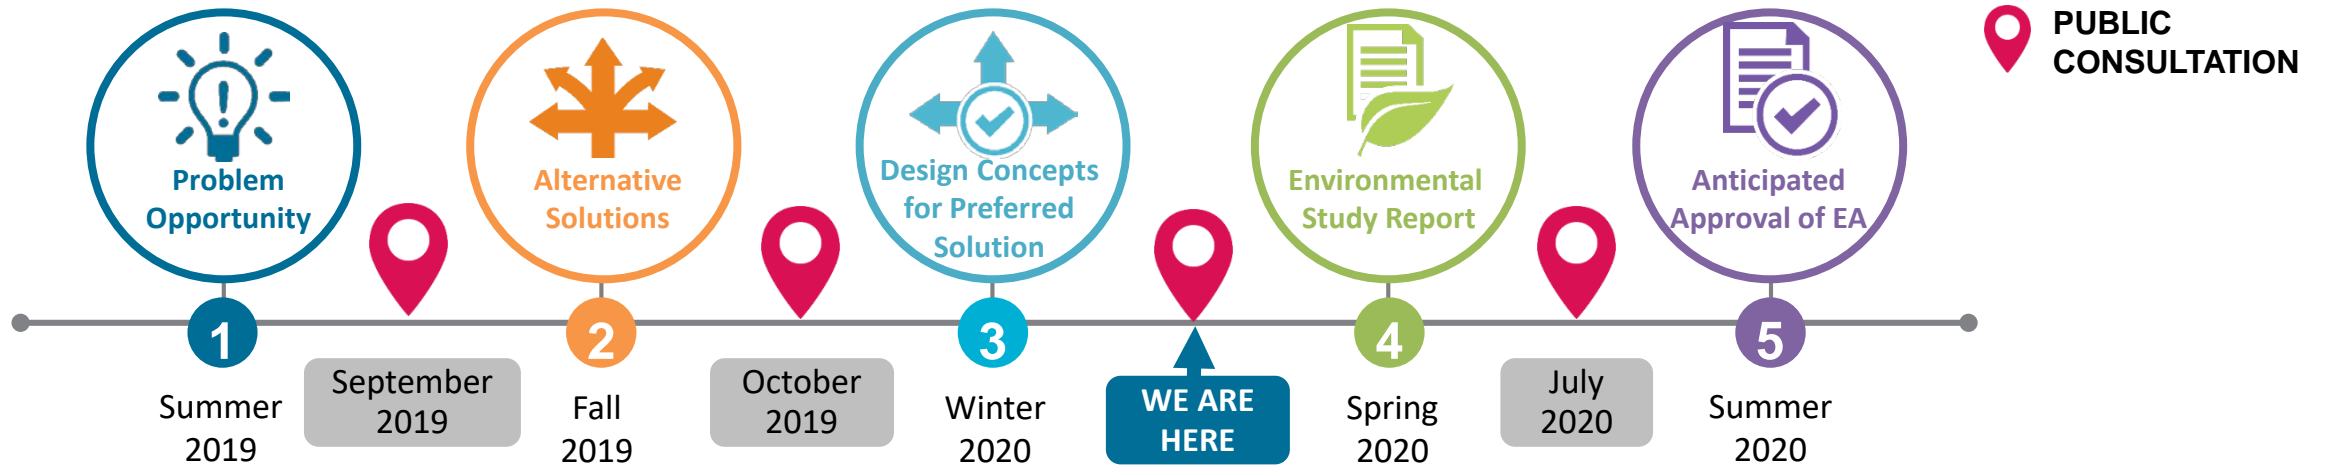 PUBLIC
CONSULTATION
Problem
Opportunity
Alternative
Solutions
Design Concepts
for Preferred
Solution
Environmental
Study Report
Anticipated
Approval of EA
1
2
3
4
5
Summer
2019
September
2019
Fall
2019
October
2019
Winter
2020
WE ARE
HERE
Spring
2020
July
2020
Summer
2020